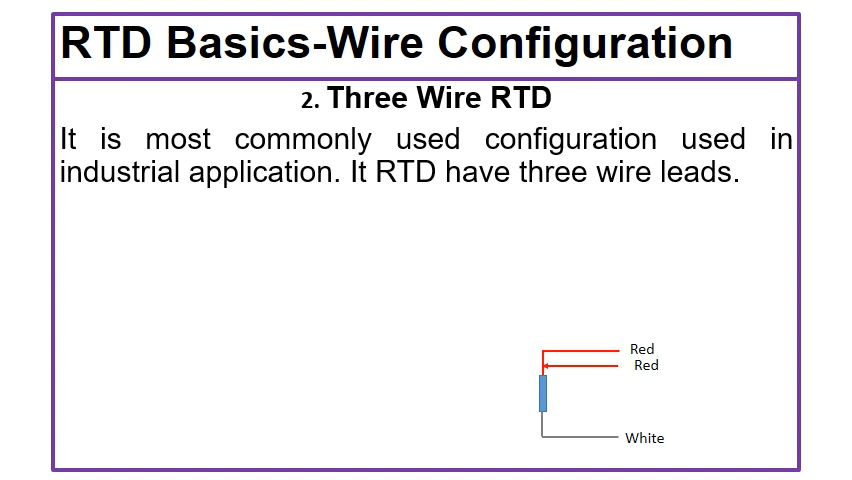 RTD Basics-Wire Configuration
2. Three Wire RTD
It is most commonly used configuration used in
industrial application. It RTD have three wire leads.
Red
Red
White